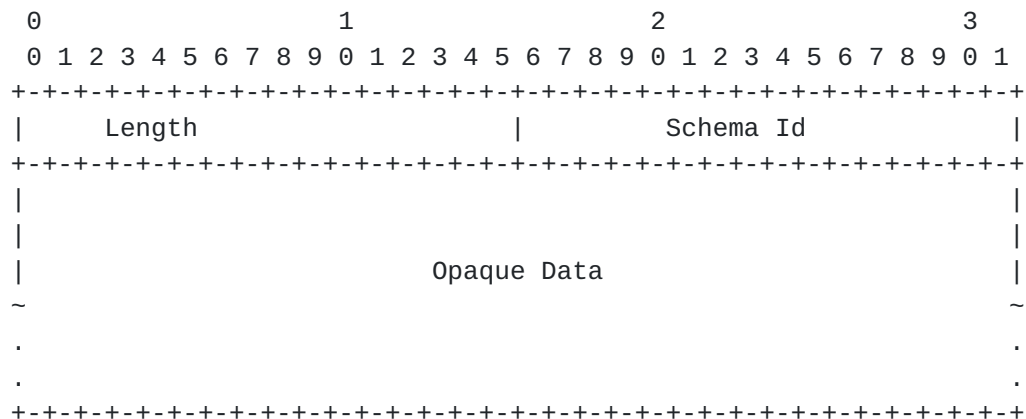 0                   1                   2                   3
 0 1 2 3 4 5 6 7 8 9 0 1 2 3 4 5 6 7 8 9 0 1 2 3 4 5 6 7 8 9 0 1
+-+-+-+-+-+-+-+-+-+-+-+-+-+-+-+-+-+-+-+-+-+-+-+-+-+-+-+-+-+-+-+-+
|     Length                    |         Schema Id             |
+-+-+-+-+-+-+-+-+-+-+-+-+-+-+-+-+-+-+-+-+-+-+-+-+-+-+-+-+-+-+-+-+
|                                                               |
|                                                               |
|                          Opaque Data                          |
~                                                               ~
.                                                               .
.                                                               .
+-+-+-+-+-+-+-+-+-+-+-+-+-+-+-+-+-+-+-+-+-+-+-+-+-+-+-+-+-+-+-+-+